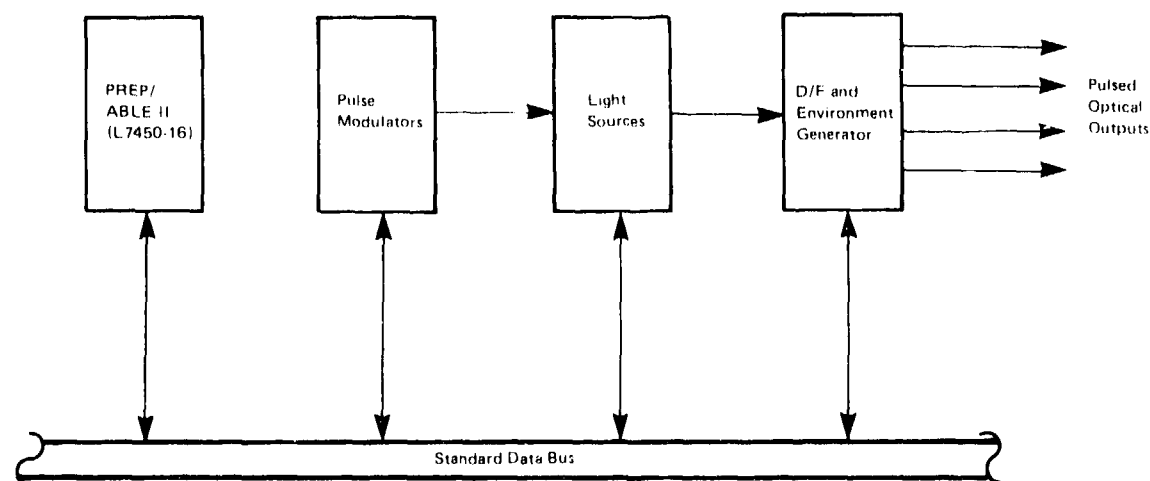 PREP/
ABLE II
(L7450-16)
Pulse
Modulators
Light
Sources
D/F and
Environment
Generator
Pulsed
Optical
Outputs
Standard Data Bus